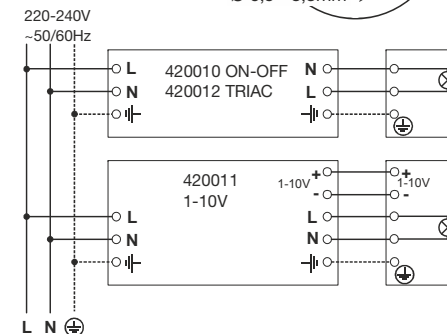 220-240V
~50/60Hz
L 420010 ON-OFF N
N 420012 TRIAC L
420011
1-10V
1-10V + +
1-10V
- -
L L
N N
L N